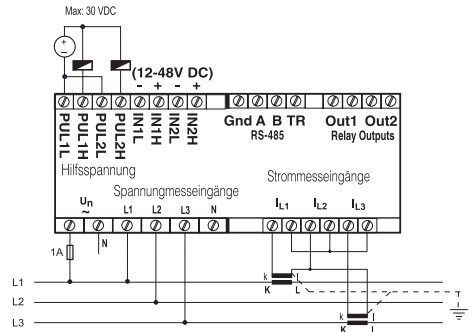 Max: 30 VDC
(12-48V DC)
- + - +
PUL1L PUL1H PUL2L PUL2H IN1L IN1H IN2L IN2H
Gnd A B TR Out1 Out2
RS-485 Relay Outputs
Hilfsspannung
Strommesseingänge
Spannungmesseingänge
Un
~ L1 L2 L3 N
IL1 IL2 IL3
1A N
L1
k l
K L
L2
k l
L3
K L